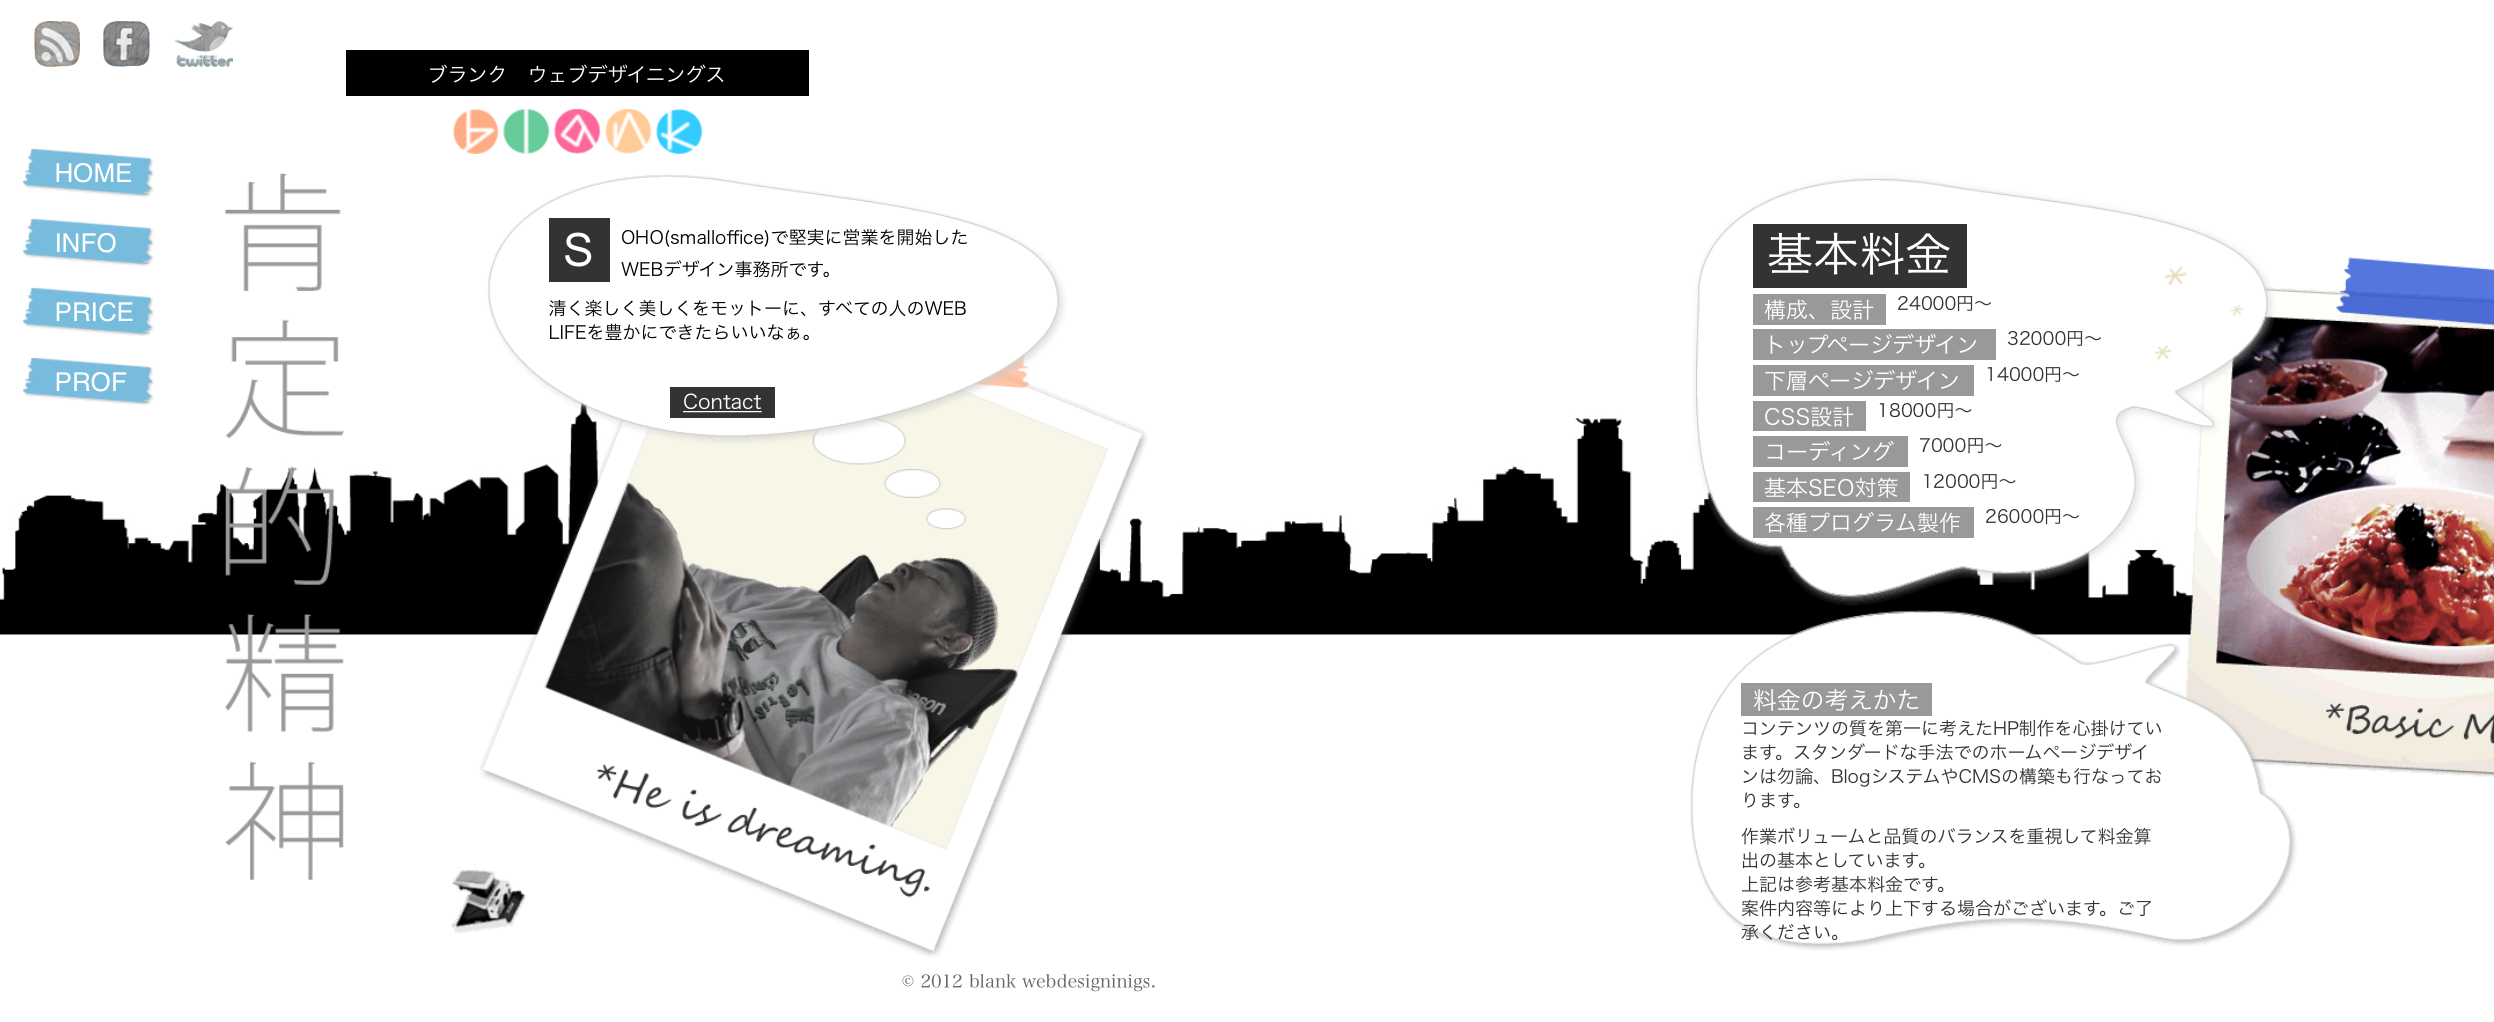 twitter
ブランク　ウェブデザイニングス
blank
HOME
INFO
PRICE
PROF
肯定的精神
SOHO(smalloffice)で堅実に営業を開始した
WEBデザイン事務所です。
清く楽しく美しくをモットーに、すべての人のWEB
LIFEを豊かにできたらいいなぁ。
Contact
*He is dreaming.
基本料金
構成、設計 24000円〜
トップページデザイン 32000円〜
下層ページデザイン 14000円〜
CSS設計 18000円〜
コーディング 7000円〜
基本SEO対策 12000円〜
各種プログラム製作 26000円〜
料金の考えかた
コンテンツの質を第一に考えたHP制作を心掛けてい
ます。スタンダードな手法でのホームページデザイ
ンは勿論、BlogシステムやCMSの構築も行なってお
ります。
作業ボリュームと品質のバランスを重視して料金算
出の基本としています。
上記は参考基本料金です。
案件内容等により上下する場合がございます。ご了
承ください。
*Basic M
© 2012 blank webdesigninigs.